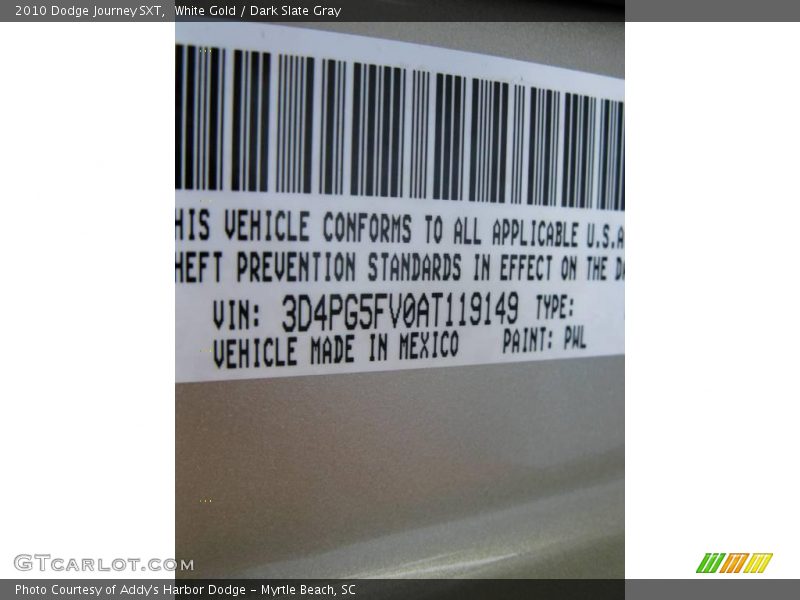 2010 Dodge Journey SXT,  White Gold / Dark Slate Gray
HIS VEHICLE CONFORMS TO ALL APPLICABLE U.S.A
HEFT PREVENTION STANDARDS IN EFFECT ON THE DA
VIN: 3D4PG5FV0AT119149 TYPE:
VEHICLE MADE IN MEXICO PAINT: PWL
GTCARLOT.COM
Photo Courtesy of Addy's Harbor Dodge - Myrtle Beach, SC